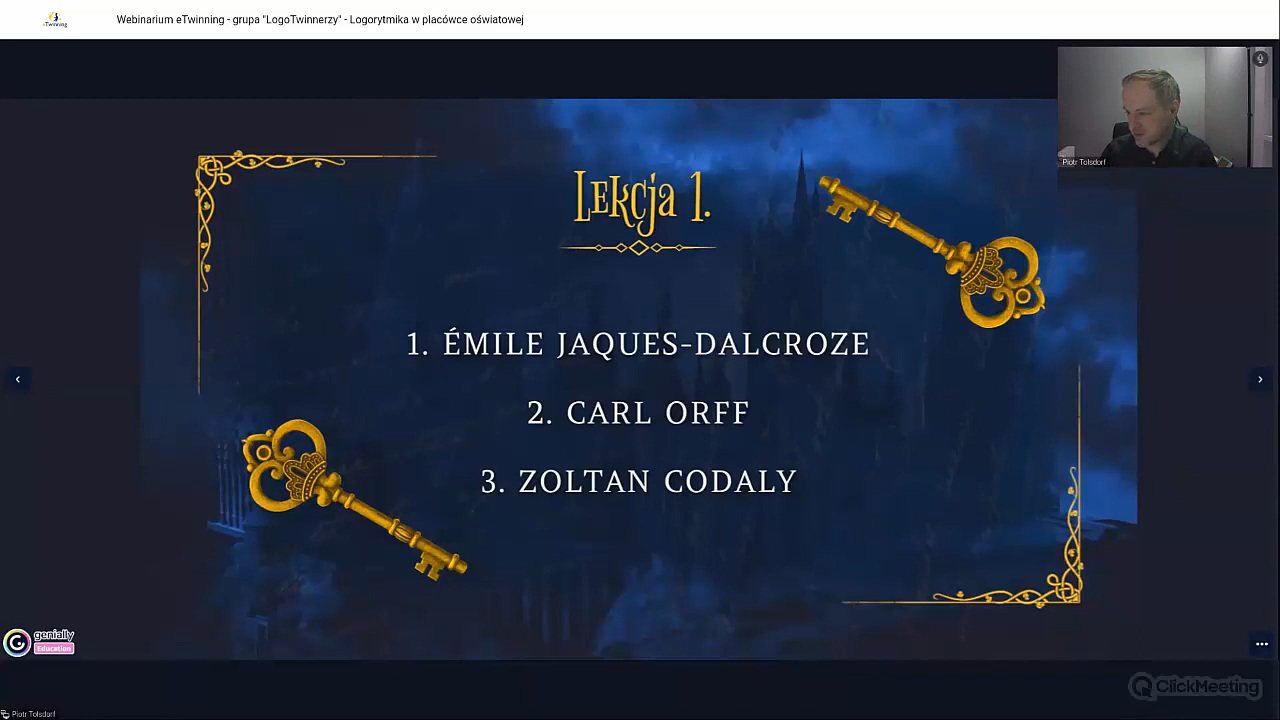 eTwinning
Webinarium eTwinning - grupa "LogoTwinnerzy" - Logorytmika w placówce oświatowej
Piotr Tolsdorf
Lekcja 1.
1. ÉMILE JAQUES-DALCROZE
2. CARL ORFF
3. ZOLTAN CODALY
genially
Education
ClickMeeting
Piotr Tolsdorf